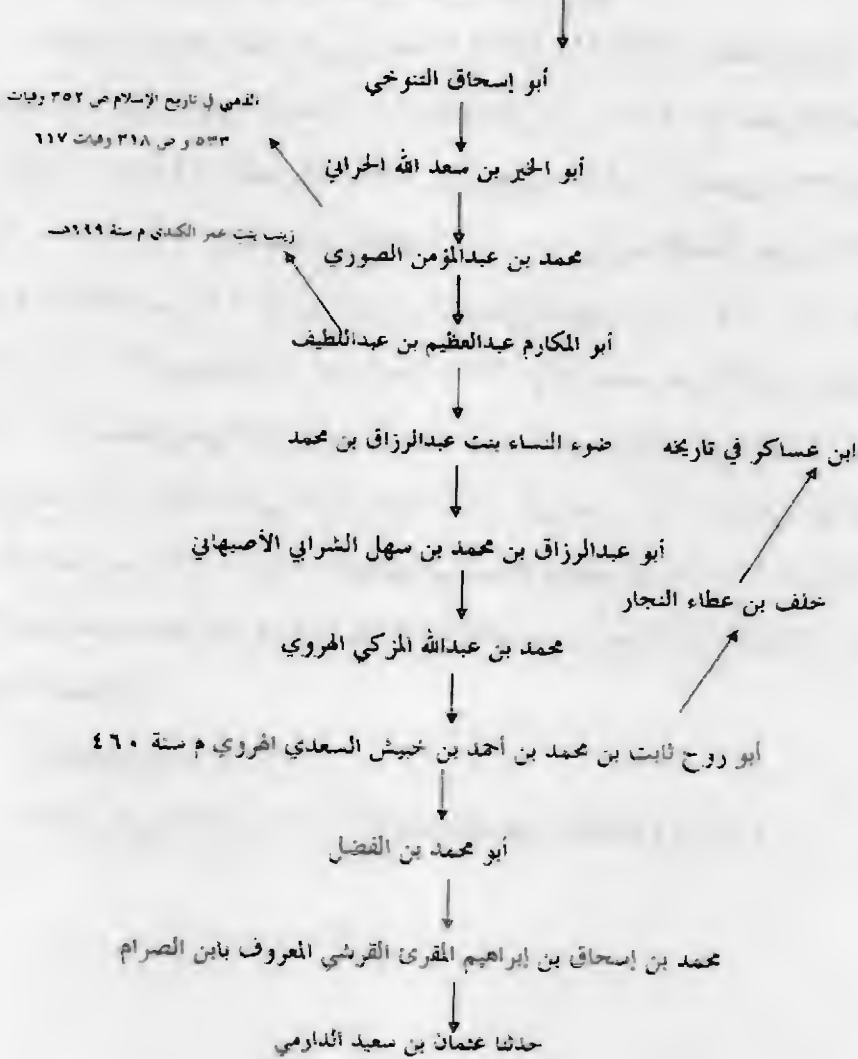 أبو إسحاق التنوخي
الذهبي في تاريخ الإسلام ص ٣٥٢ وفيات
٥٣٣ و ص ٣١٨ وفيات ٦١٧
أبو الخير بن سعد الله الحراني
زينب بنت عمر الكندي م سنة ٦٩٩هـ
محمد بن عبدالمؤمن الصوري
أبو المكارم عبدالعظيم بن عبداللطيف
ضوء النساء بنت عبدالرزاق بن محمد
ابن عساكر في تاريخه
أبو عبدالرزاق بن محمد بن سهل الشرابي الأصبهاني
خلف بن عطاء النجار
محمد بن عبدالله المزكي الهروي
أبو روح ثابت بن محمد بن أحمد بن خبيش السعدي الهروي م سنة ٤٦٠
أبو محمد بن الفضل
محمد بن إسحاق بن إبراهيم المقرئ القرشي المعروف بابن الصرام
حدثنا عثمان بن سعيد الدارمي